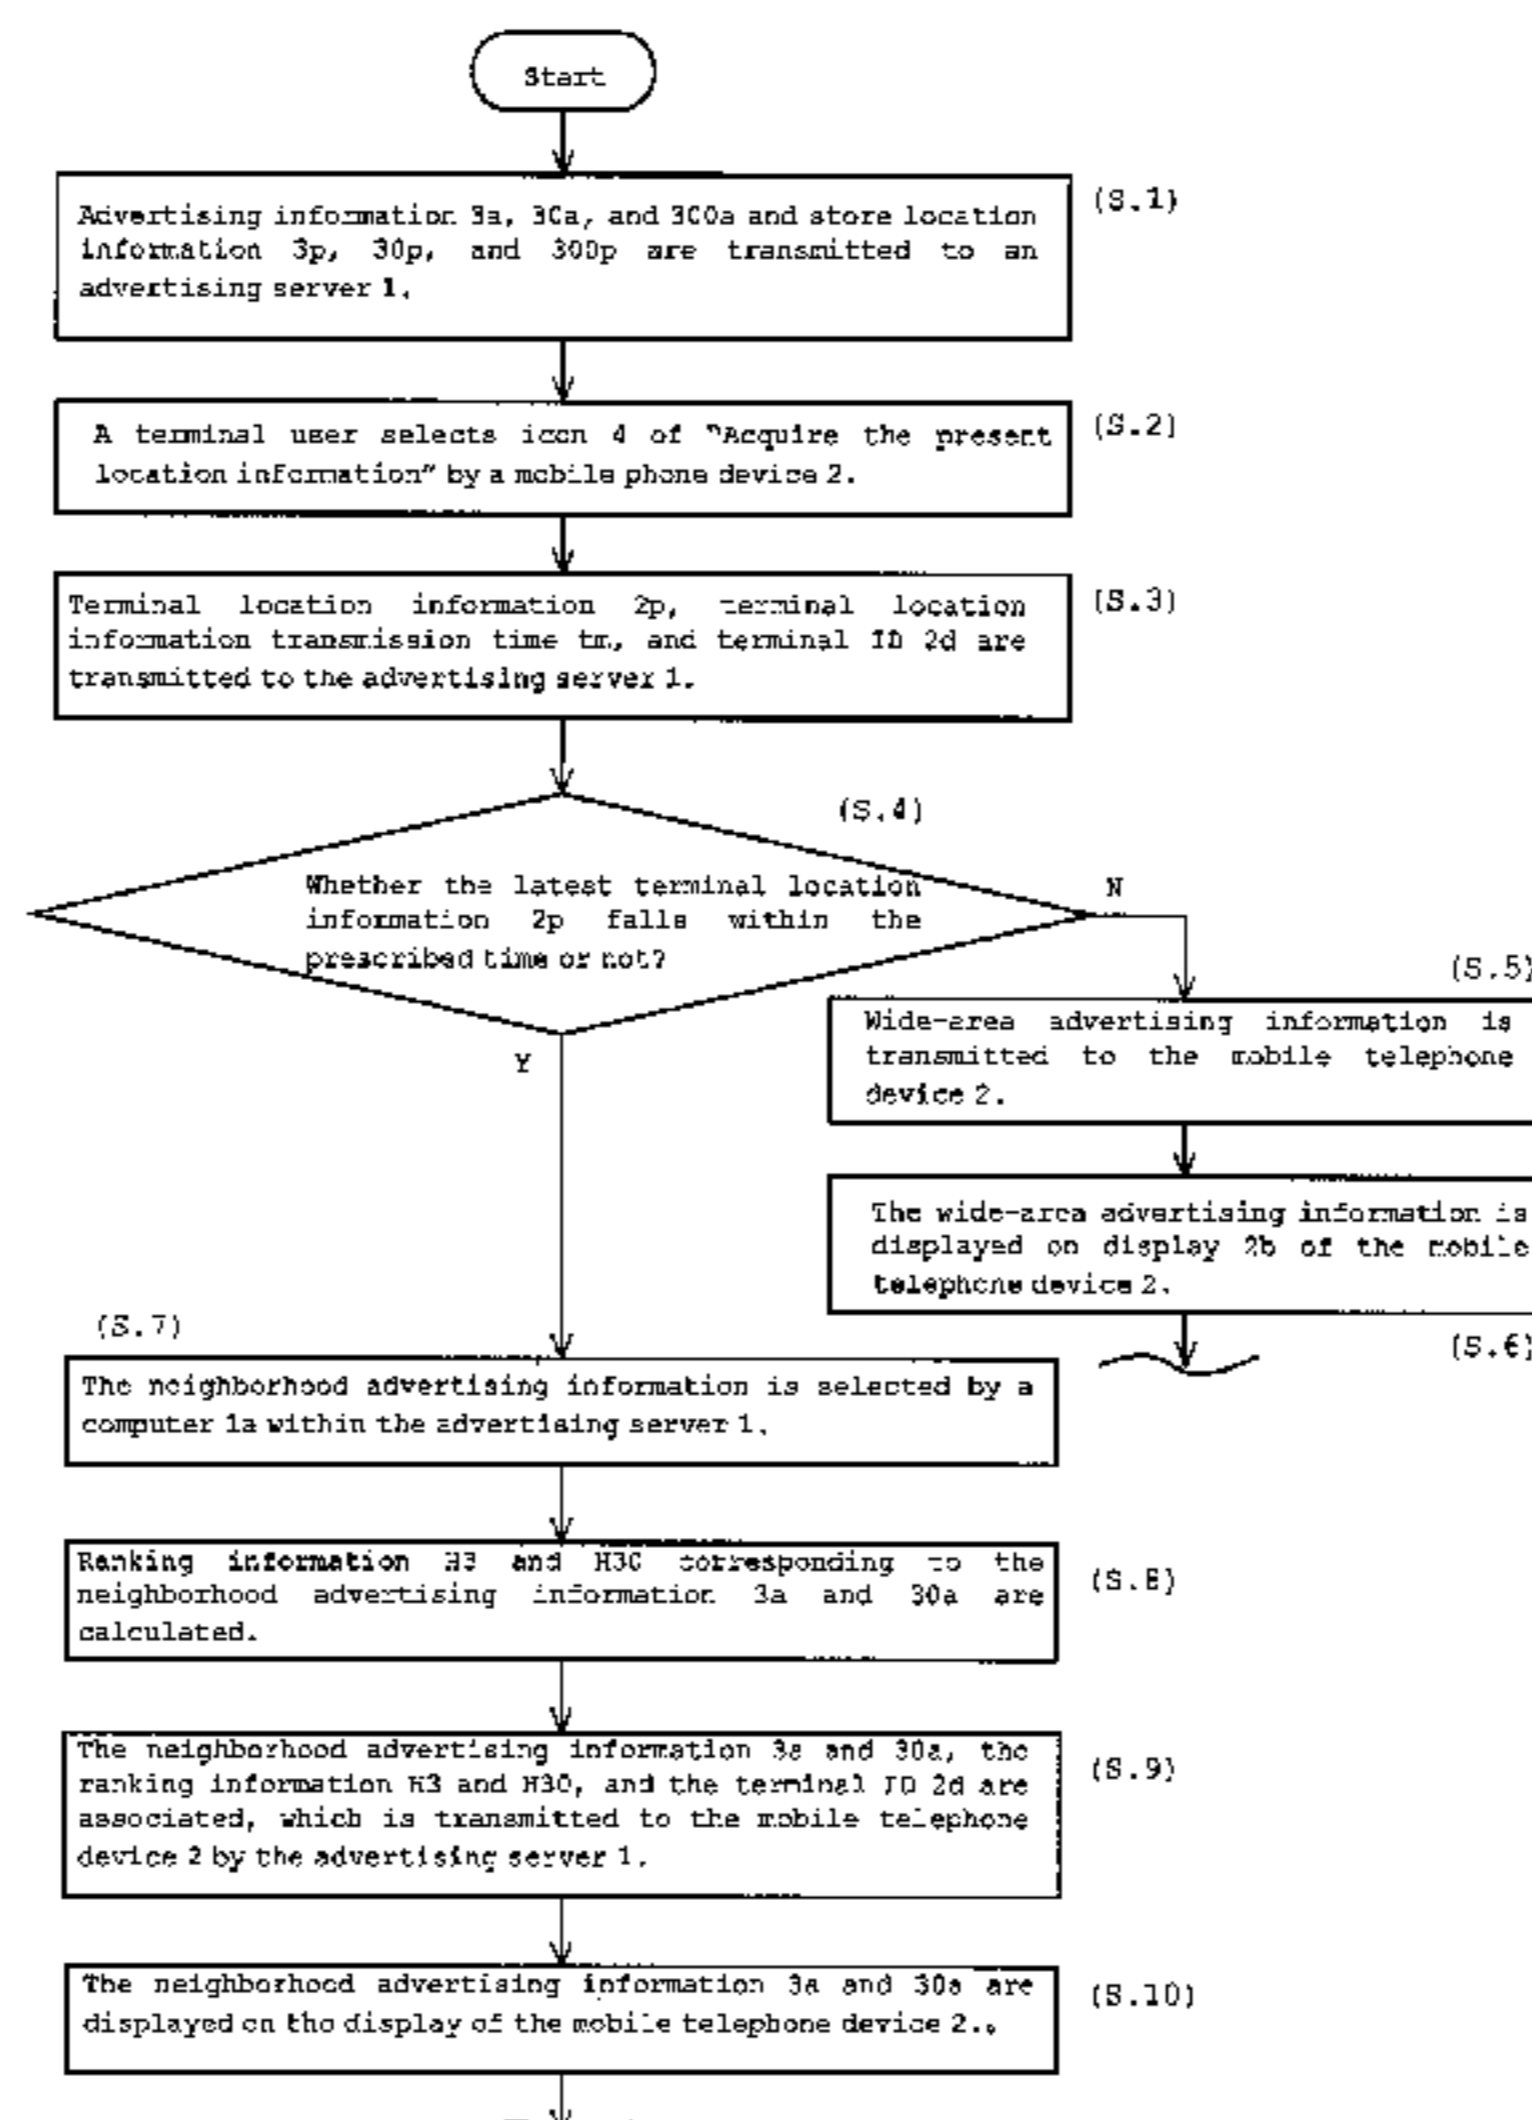 Start
(S.1)
Advertising information 3a, 30a, and 300a and store location
information 3p, 30p, and 300p are transmitted to an
advertising server 1.
(S.2)
A terminal user selects icon 4 of "Acquire the present
location information" by a mobile phone device 2.
(S.3)
Terminal location information 2p, terminal location
information transmission time tm, and terminal ID 2d are
transmitted to the advertising server 1.
(S.4)
Whether the latest terminal location
information 2p falls within the
prescribed time or not?
N
Y
(S.5)
Wide-area advertising information is
transmitted to the mobile telephone
device 2.
The wide-area advertising information is
displayed on display 2b of the mobile
telephone device 2.
(S.6)
(S.7)
The neighborhood advertising information is selected by a
computer 1a within the advertising server 1.
(S.8)
Ranking information H3 and H30 corresponding to the
neighborhood advertising information 3a and 30a are
calculated.
(S.9)
The neighborhood advertising information 3a and 30a, the
ranking information H3 and H30, and the terminal ID 2d are
associated, which is transmitted to the mobile telephone
device 2 by the advertising server 1.
(S.10)
The neighborhood advertising information 3a and 30a are
displayed on the display of the mobile telephone device 2..